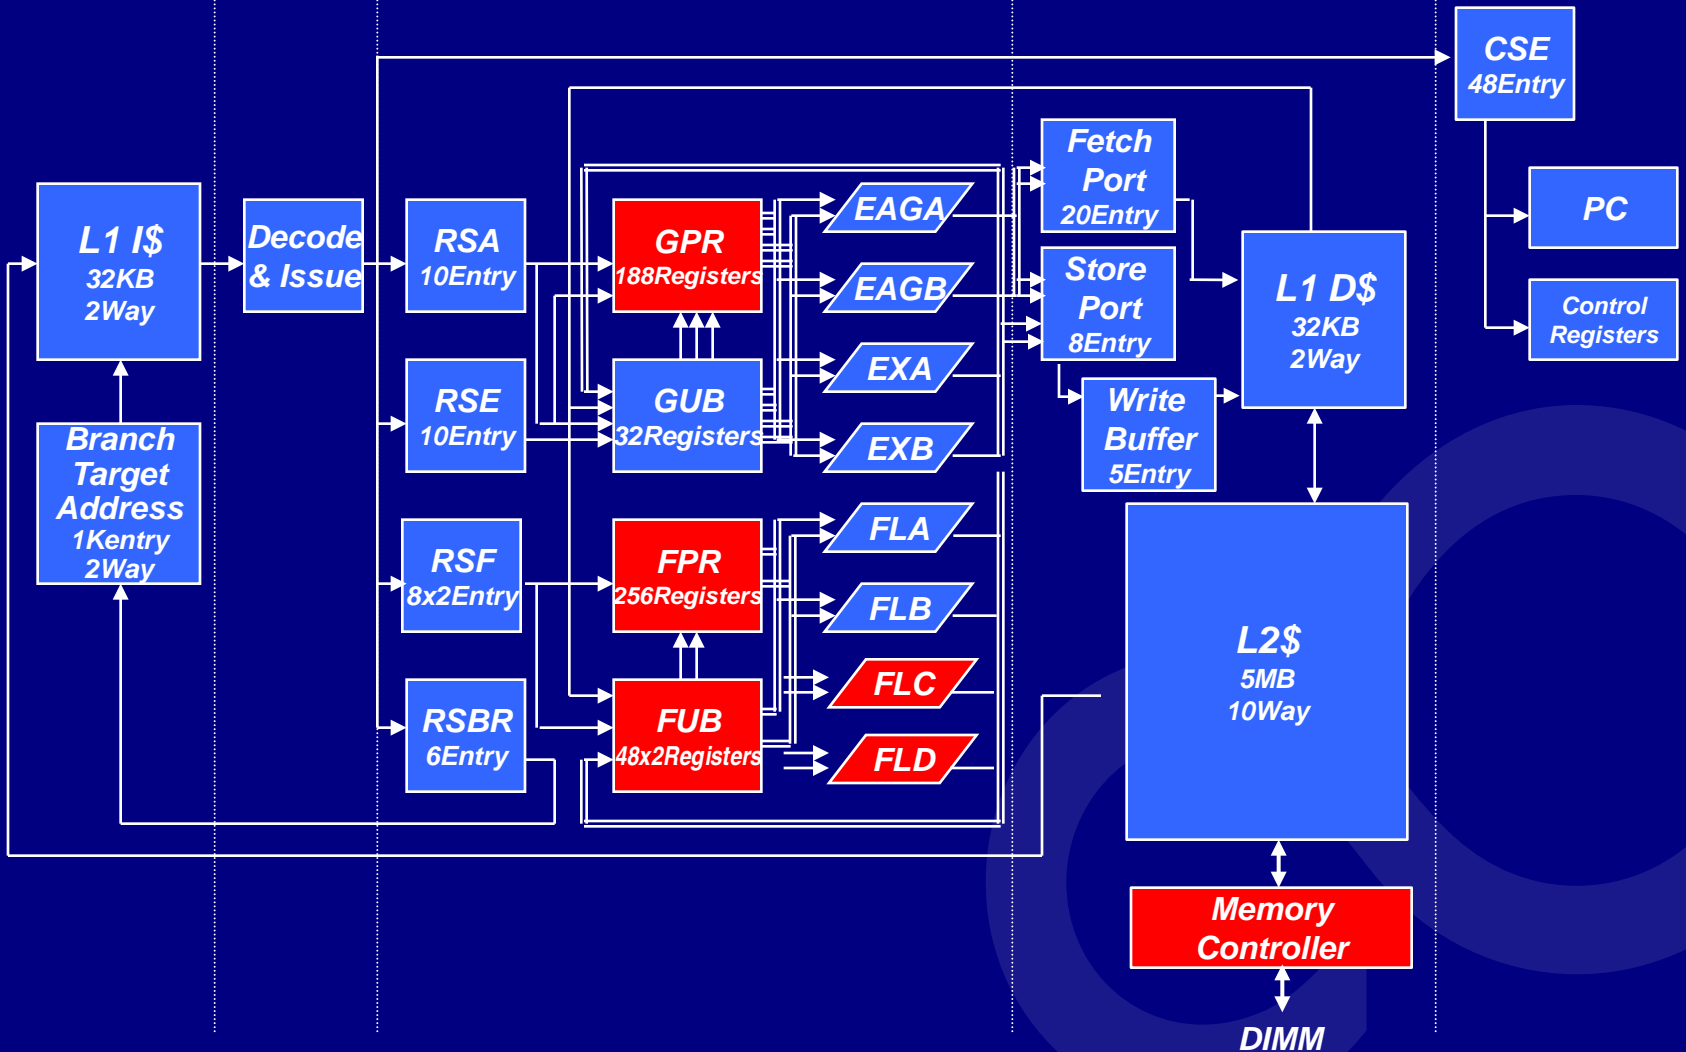 L1 I$
32KB
2Way
Branch
Target
Address
1Kentry
2Way
Decode
& Issue
RSA
10Entry
RSE
10Entry
RSF
8x2Entry
RSBR
6Entry
GPR
188Registers
GUB
32Registers
FPR
256Registers
FUB
48x2Registers
EAGA
EAGB
EXA
EXB
FLA
FLB
FLC
FLD
Fetch
Port
20Entry
Store
Port
8Entry
Write
Buffer
5Entry
L1 D$
32KB
2Way
L2$
5MB
10Way
Memory
Controller
DIMM
CSE
48Entry
PC
Control
Registers